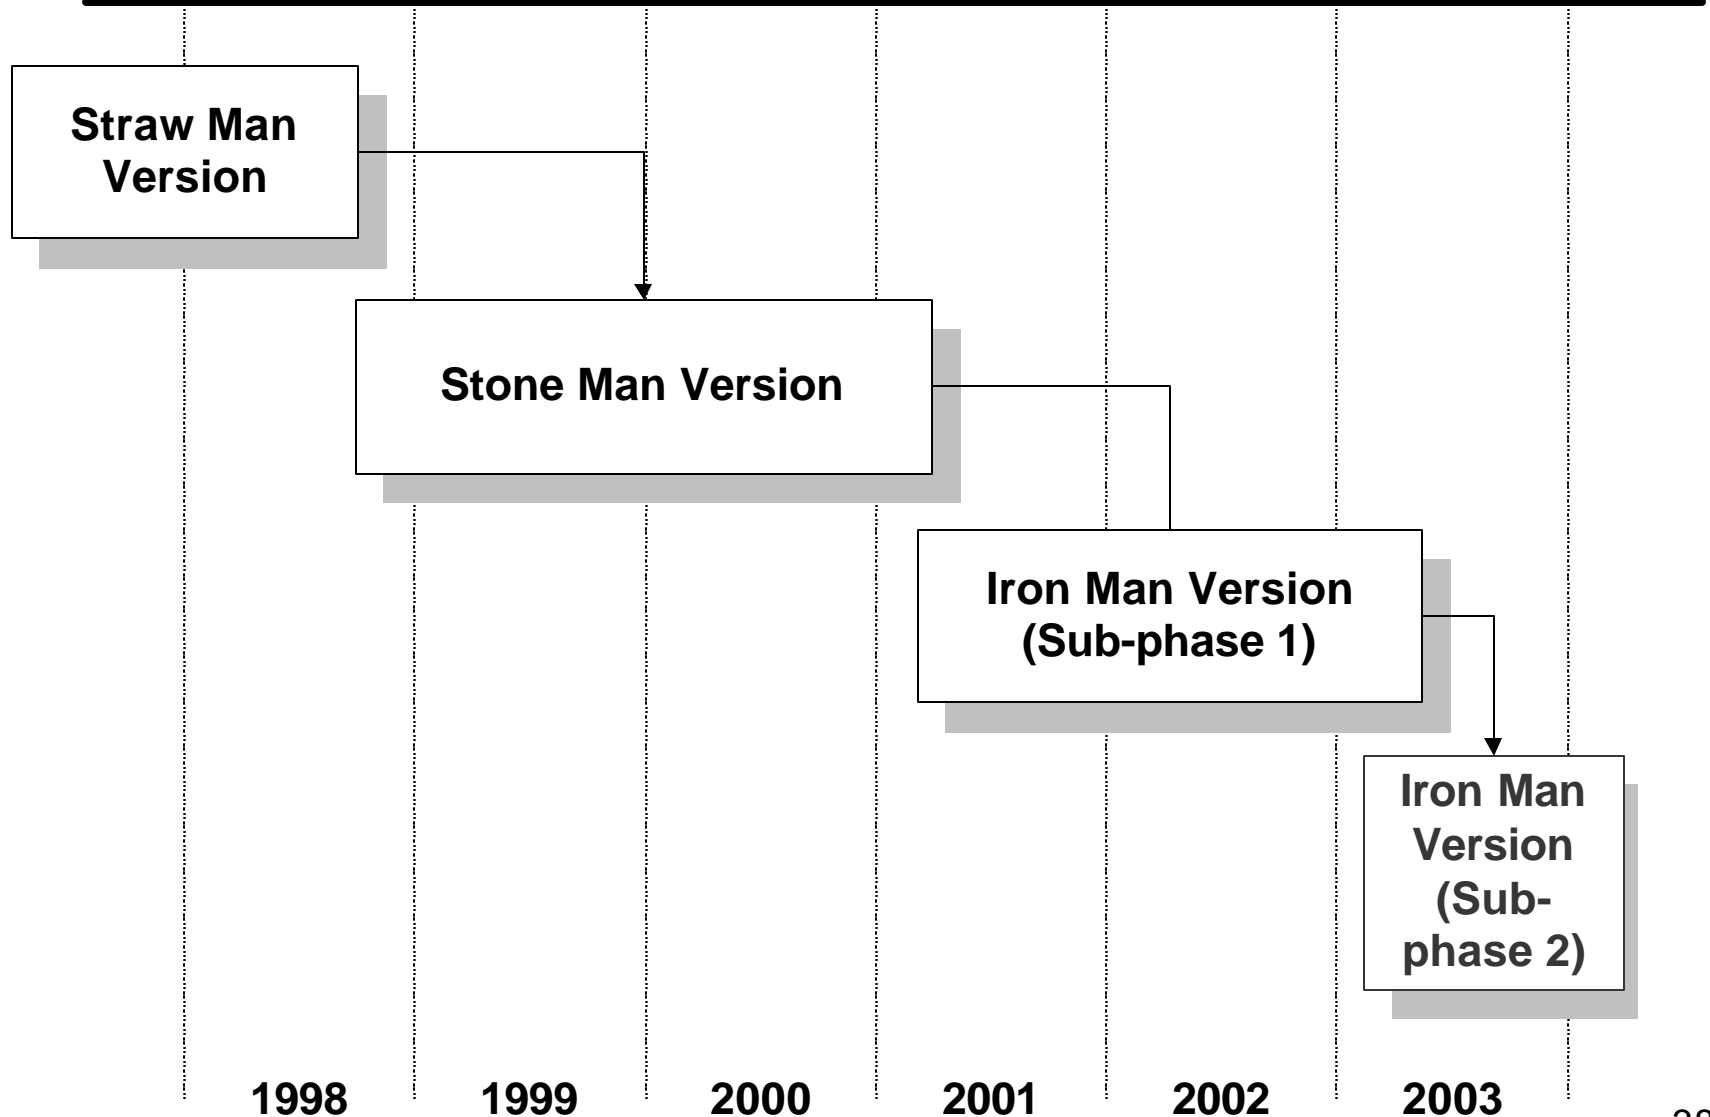 Straw Man
Version
Stone Man Version
Iron Man Version
(Sub-phase 1)
Iron Man
Version
(Sub-
phase 2)
1998 1999 2000 2001 2002 2003